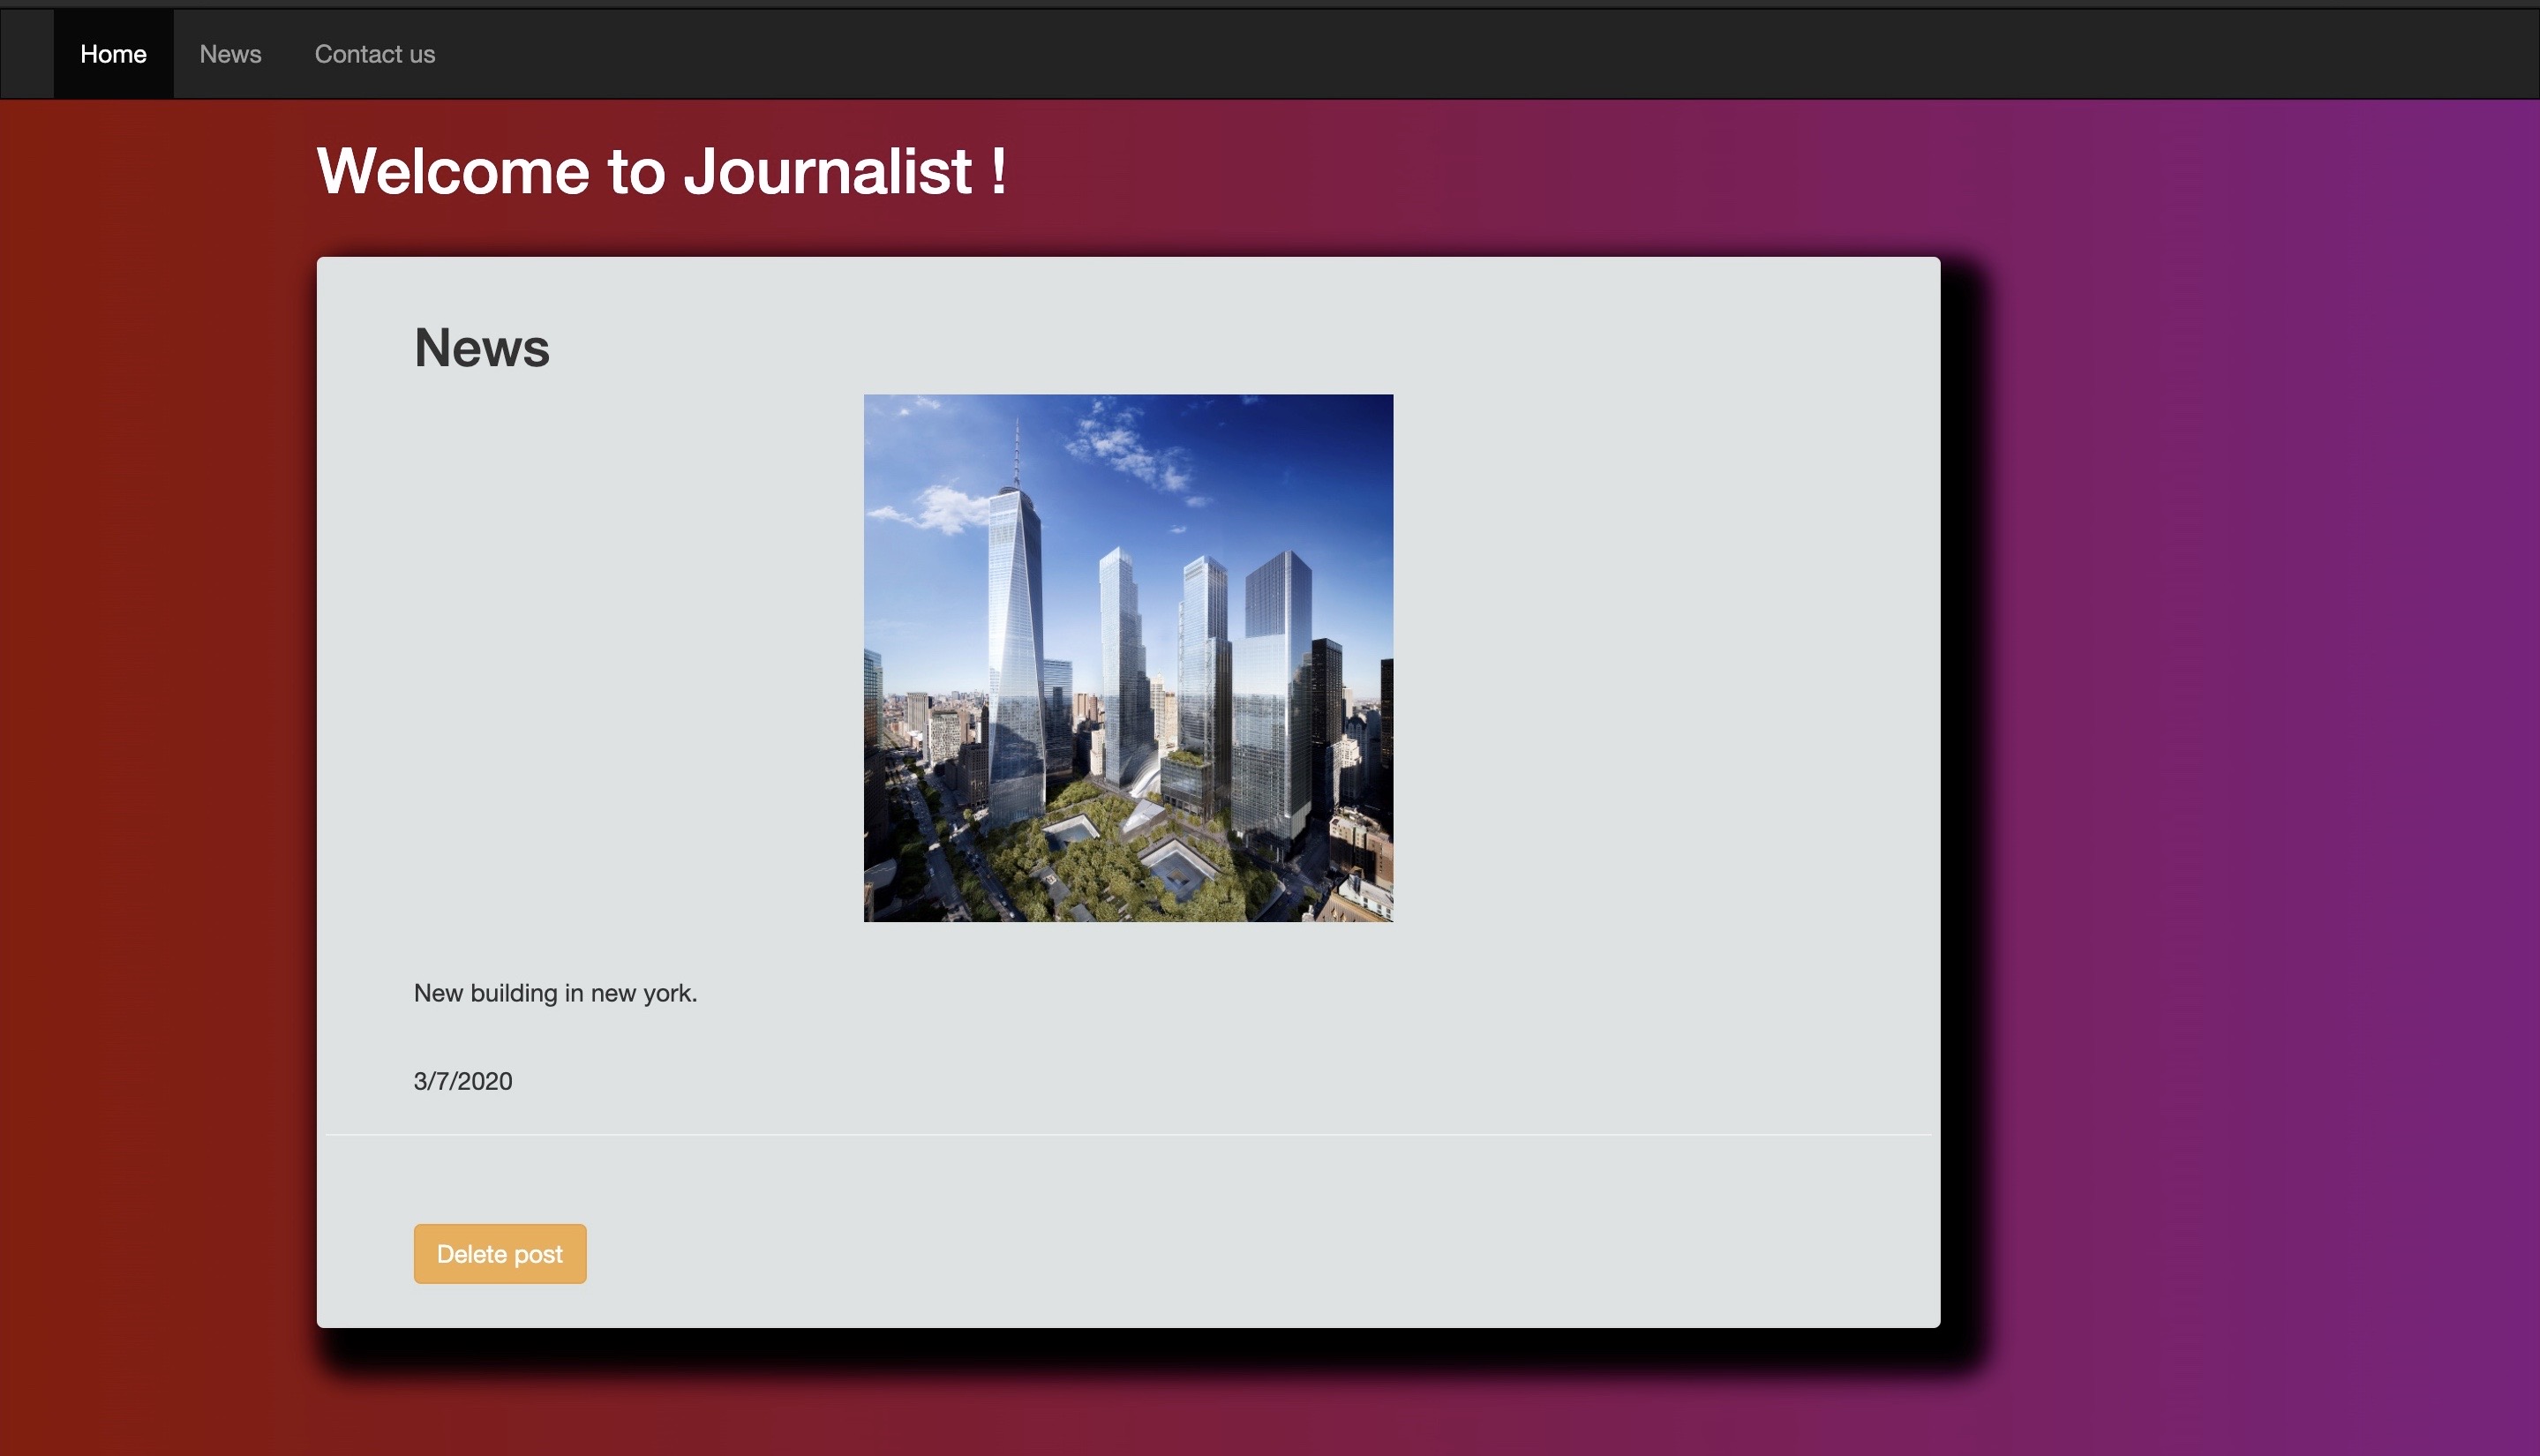 Home News Contact us
Welcome to Journalist !
News
New building in new york.
3/7/2020
Delete post